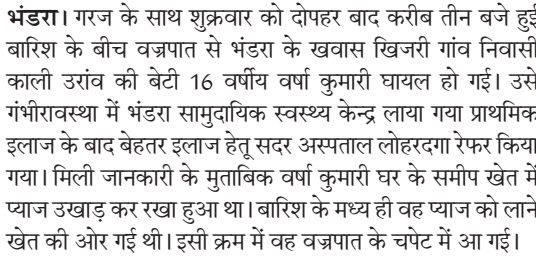 भंडरा। गरज के साथ शुक्रवार को दोपहर बाद करीब तीन बजे हुई
बारिश के बीच वज्रपात से भंडरा के खवास खिजरी गांव निवासी
काली उरांव की बेटी 16 वर्षीय वर्षा कुमारी घायल हो गई। उसे
गंभीरावस्था में भंडरा सामुदायिक स्वस्थ्य केन्द्र लाया गया प्राथमिक
इलाज के बाद बेहतर इलाज हेतू सदर अस्पताल लोहरदगा रेफर किया
गया। मिली जानकारी के मुताबिक वर्षा कुमारी घर के समीप खेत में
प्याज उखाड़ कर रखा हुआ था। बारिश के मध्य ही वह प्याज को लाने
खेत की ओर गई थी। इसी क्रम में वह वज्रपात के चपेट में आ गई।